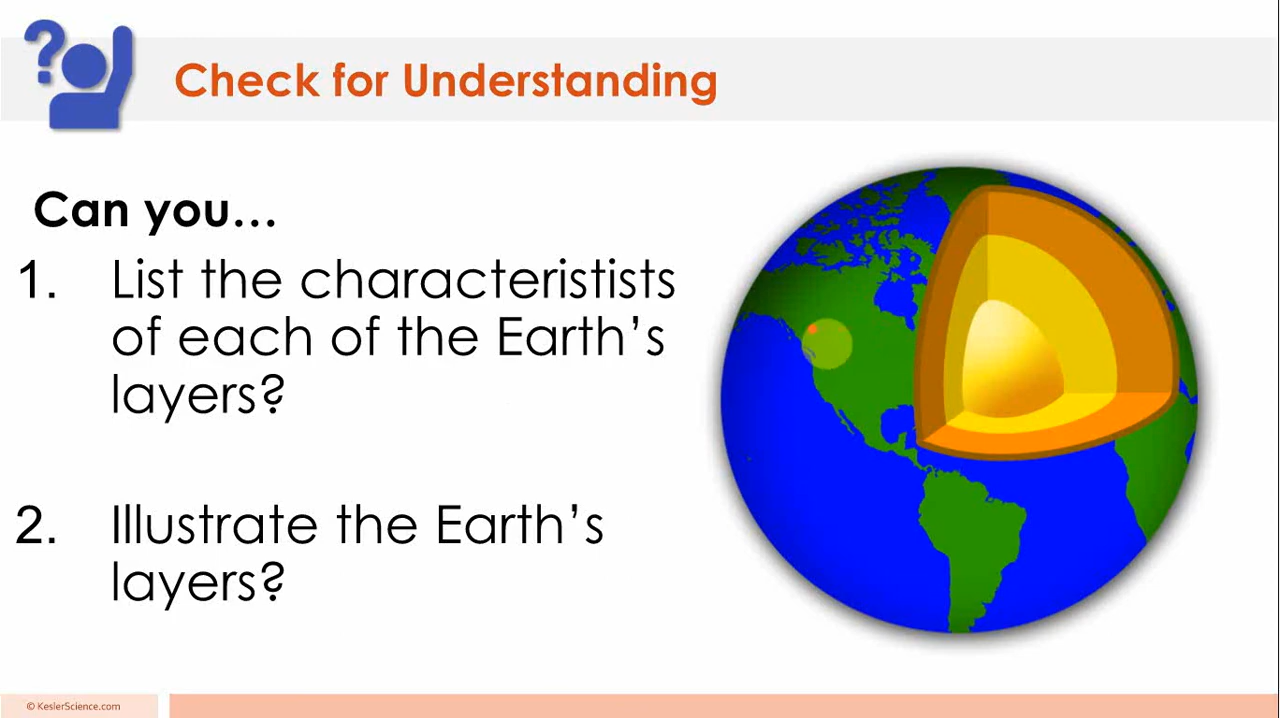 Check for Understanding
Can you…
1. List the characteristists
of each of the Earth’s
layers?
2. Illustrate the Earth’s
layers?
© KeslerScience.com